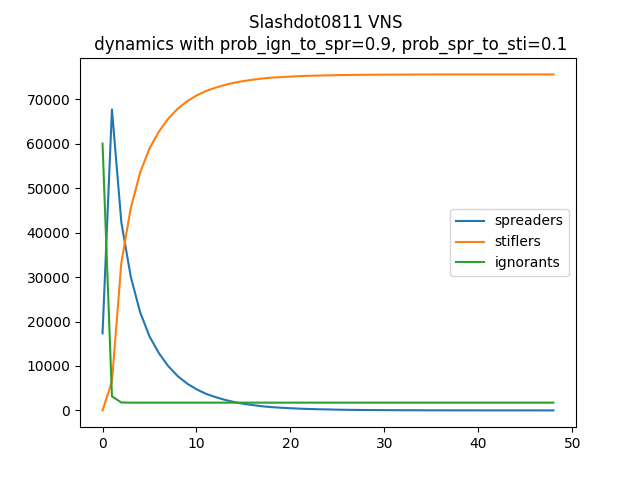 Slashdot0811 VNS
dynamics with prob_ign_to_spr=0.9, prob_spr_to_sti=0.1
70000
60000
50000
40000
30000
20000
10000
0
spreaders
stiflers
ignorants
0 10 20 30 40 50